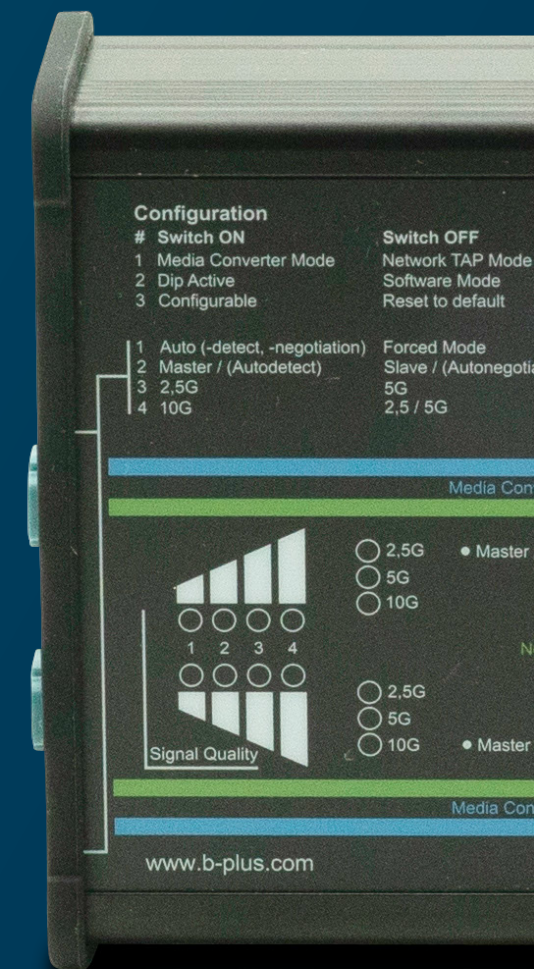 Configuration
# Switch ON Switch OFF
1 Media Converter Mode Network TAP Mode
2 Dip Active Software Mode
3 Configurable Reset to default
1 Auto (-detect, -negotiation) Forced Mode
2 Master / (Autodetect) Slave / (Autonegotia
3 2,5G 5G
4 10G 2,5 / 5G
Media Con
2,5G • Master
5G
10G
1 2 3 4
N
2,5G
5G
10G • Master
Signal Quality
Media Con
www.b-plus.com